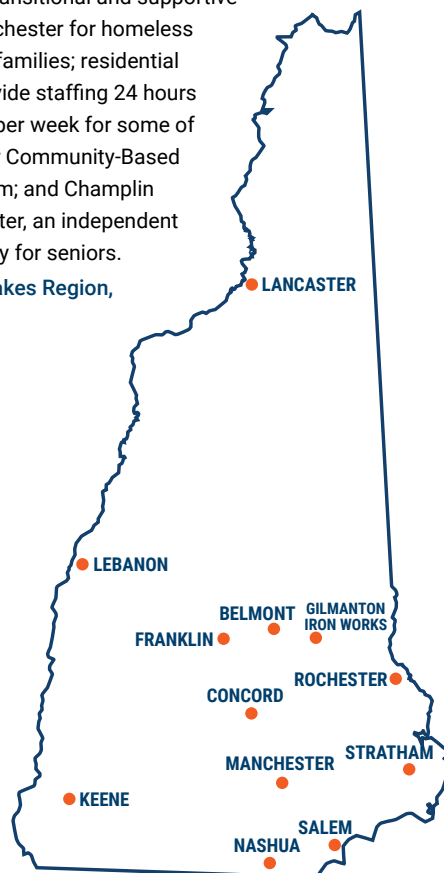 and supportive
chester for homeless
families; residential
vide staffing 24 hours
per week for some of
Community-Based
m; and Champlin
ter, an independent
y for seniors.
akes Region,
LANCASTER
LEBANON
BELMONT
GILMANTON
IRON WORKS
FRANKLIN
ROCHESTER
CONCORD
STRATHAM
MANCHESTER
KEENE
SALEM
NASHUA